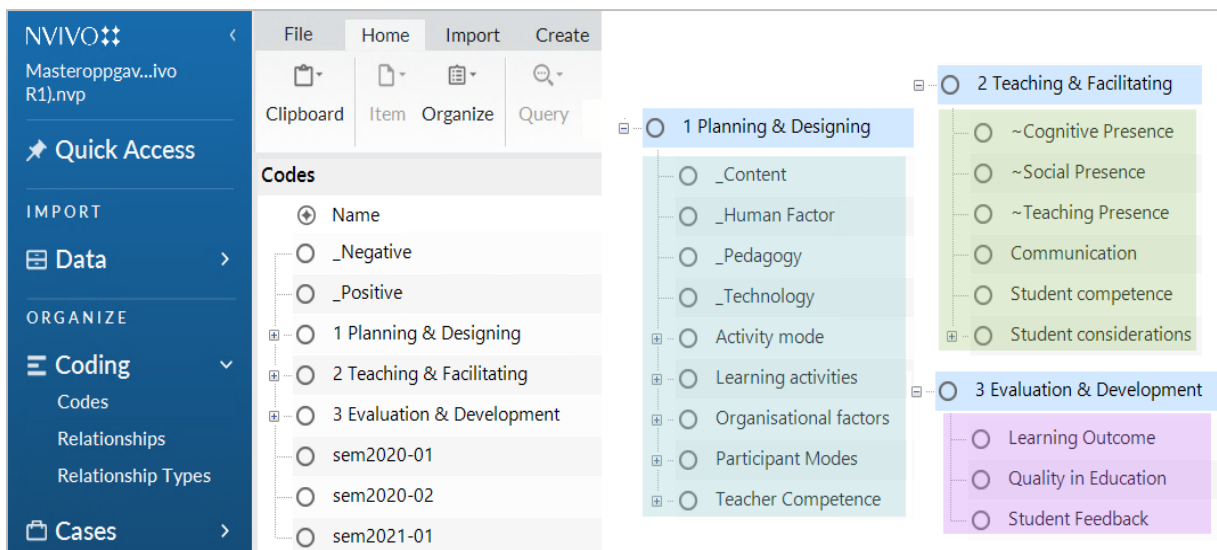 NVIVO
Masteroppgav...ivo
R1).nvp
Quick Access
IMPORT
Data
ORGANIZE
Coding
Codes
Relationships
Relationship Types
Cases
File Home Import Create
Clipboard Item Organize Query
Codes
Name
_Negative
_Positive
1 Planning & Designing
2 Teaching & Facilitating
3 Evaluation & Development
sem2020-01
sem2020-02
sem2021-01
1 Planning & Designing
_Content
_Human Factor
_Pedagogy
_Technology
Activity mode
Learning activities
Organisational factors
Participant Modes
Teacher Competence
2 Teaching & Facilitating
~Cognitive Presence
~Social Presence
~Teaching Presence
Communication
Student competence
Student considerations
3 Evaluation & Development
Learning Outcome
Quality in Education
Student Feedback